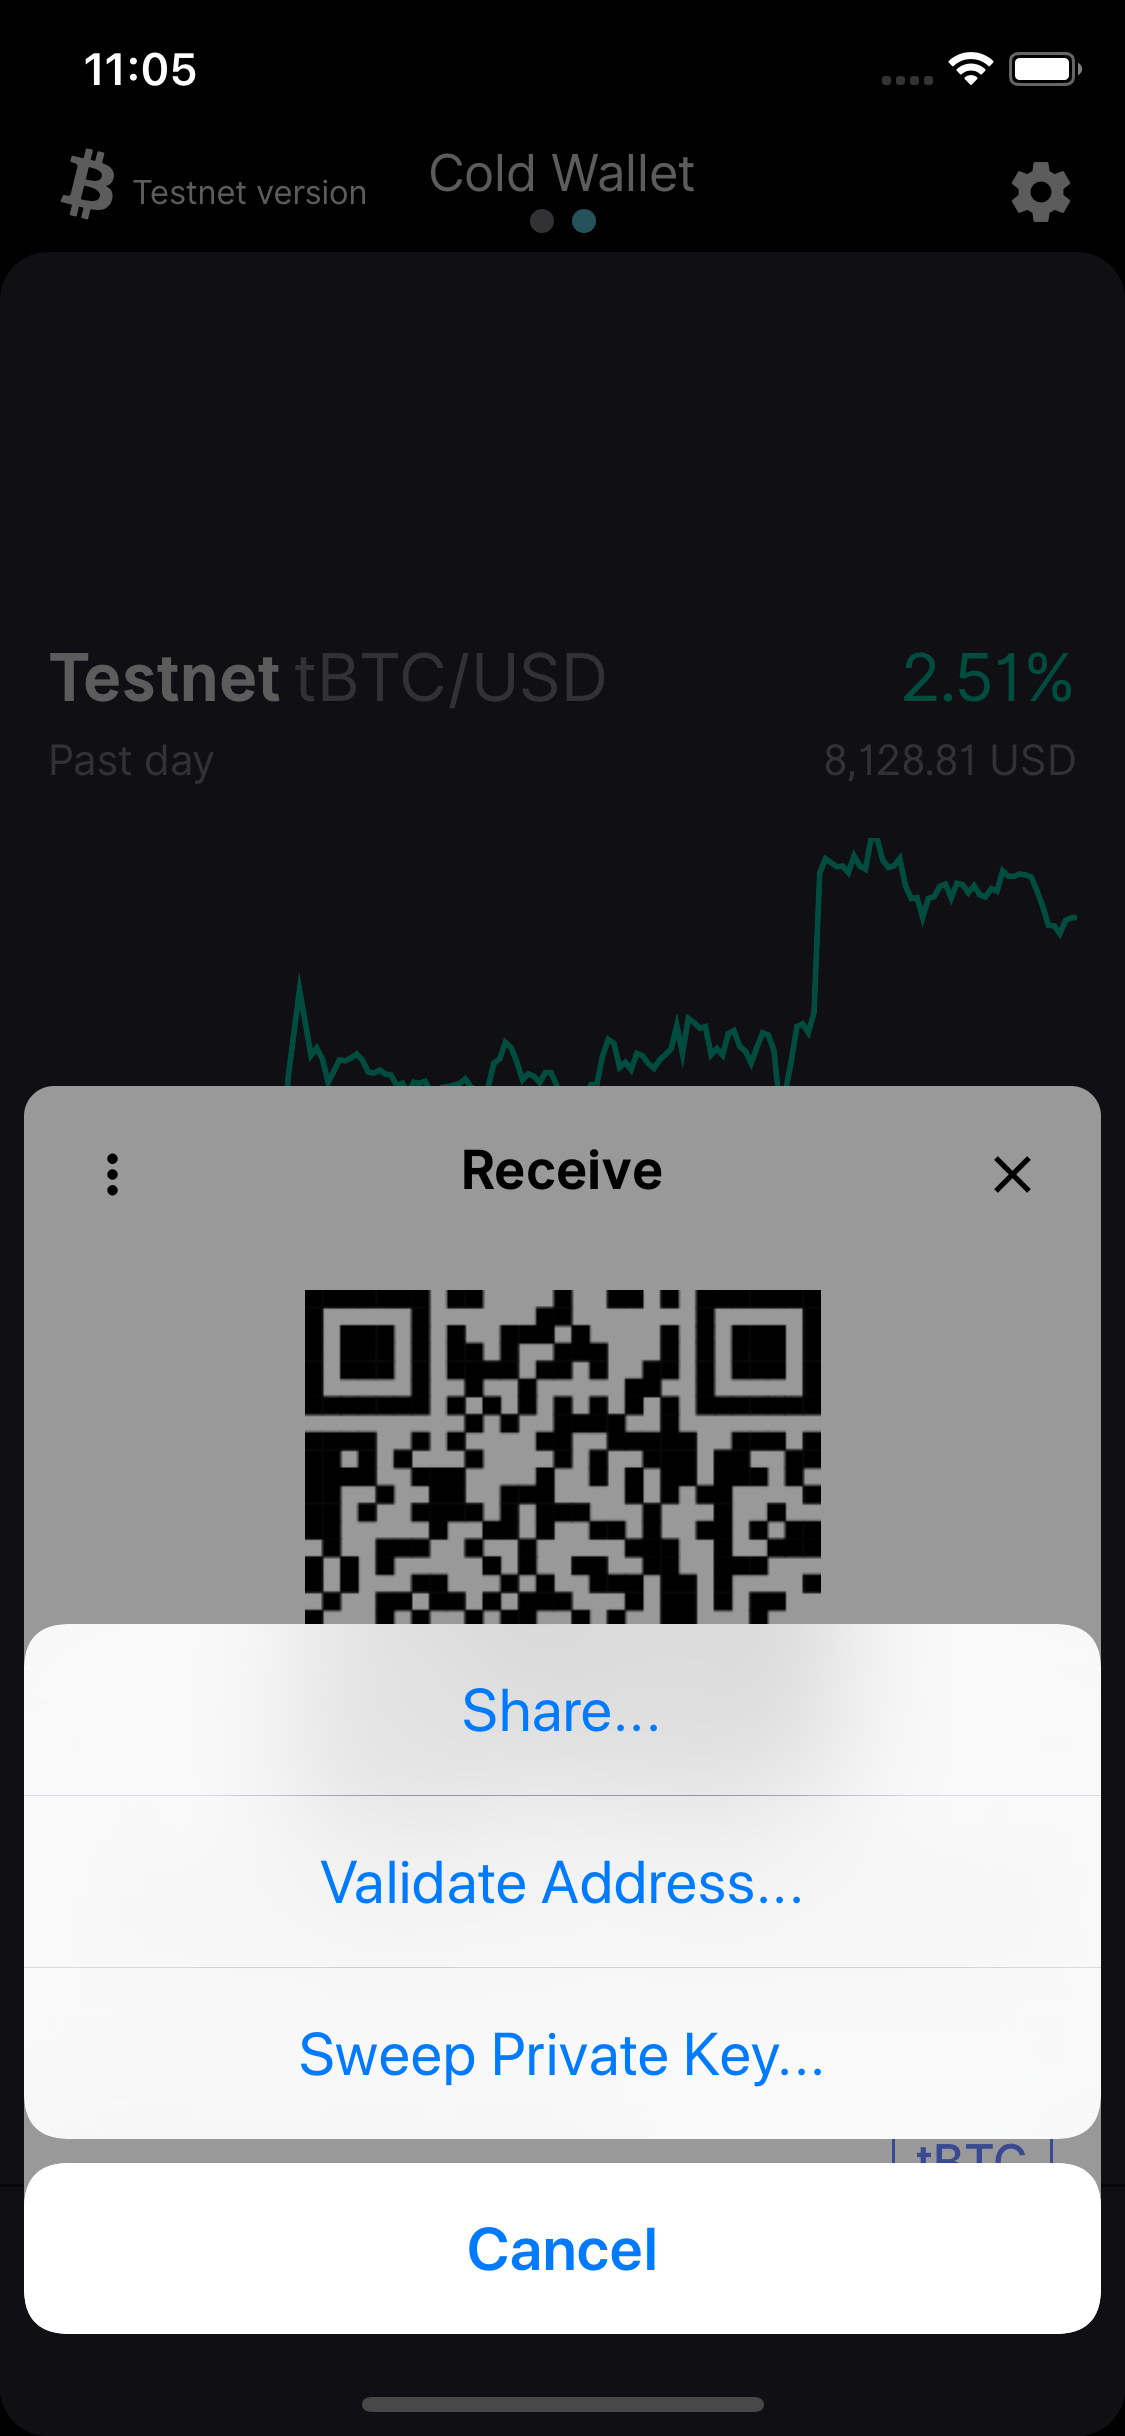 11:05
Testnet version
Cold Wallet
Testnet tBTC/USD
2.51%
Past day
8,128.81 USD
Receive
Share...
Validate Address...
Sweep Private Key...
tBTC
Cancel